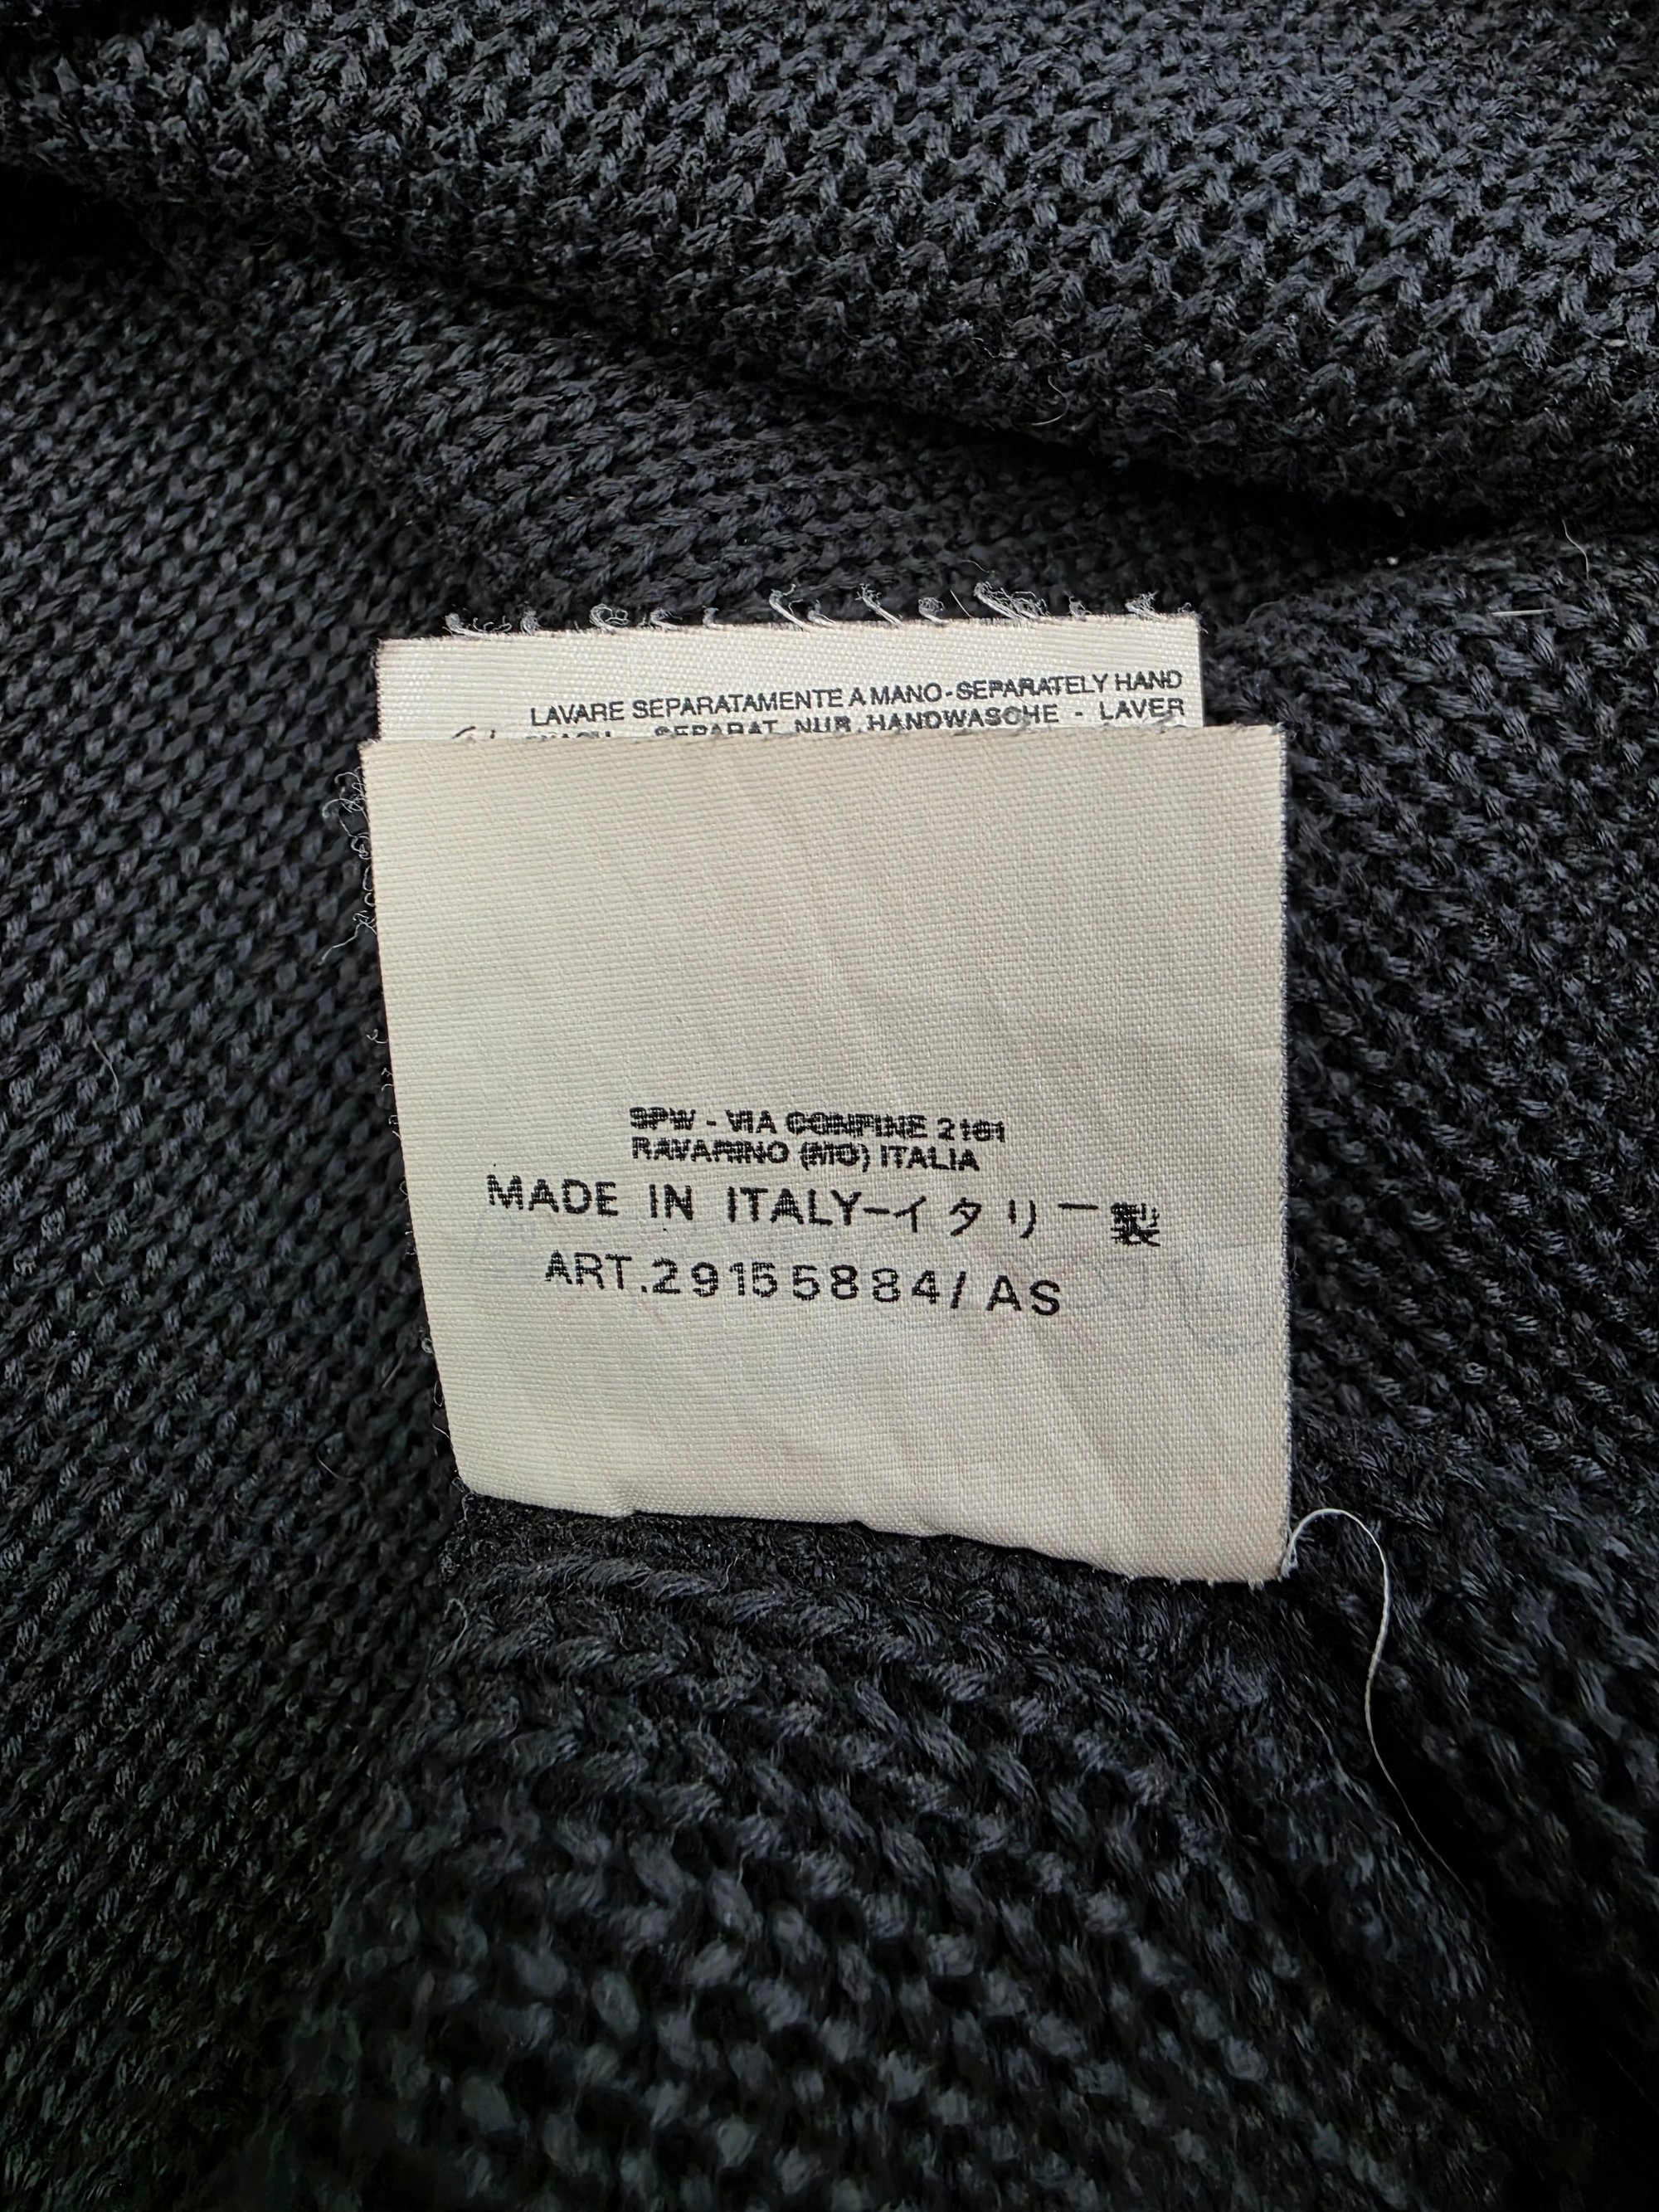 LAVARE SEPARATAMENTE A MANO-SEPARATELY HAND
SEPARAT NUR HANDWASCHE - LAVER
SPW - VIA CONFINE 2161
RAVARINO (MO) ITALIA
MADE IN ITALY-イタリー製
ART.29155884/AS